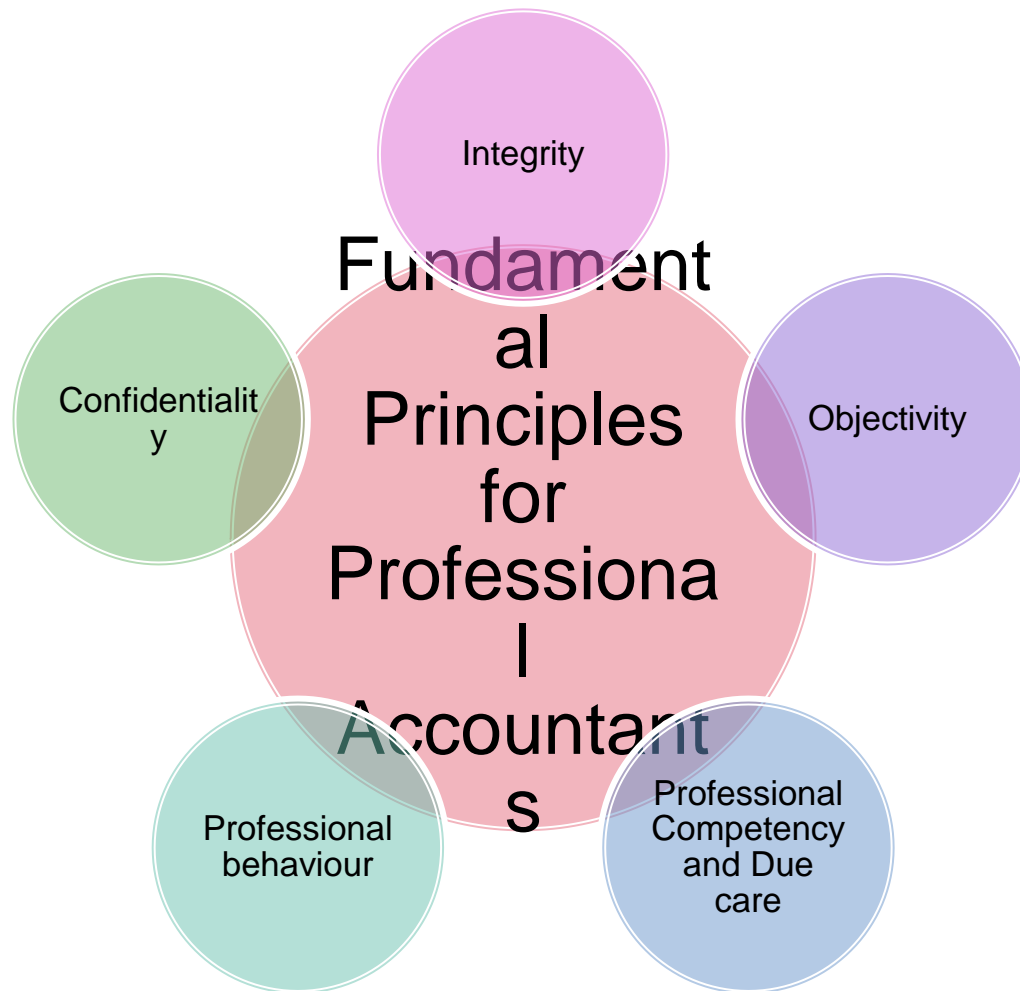 Integrity
Fundament
al
Principles
for
Professiona
l
Accountant
s
Objectivity
Professional
Competency
and Due
care
Professional
behaviour
Confidentialit
y